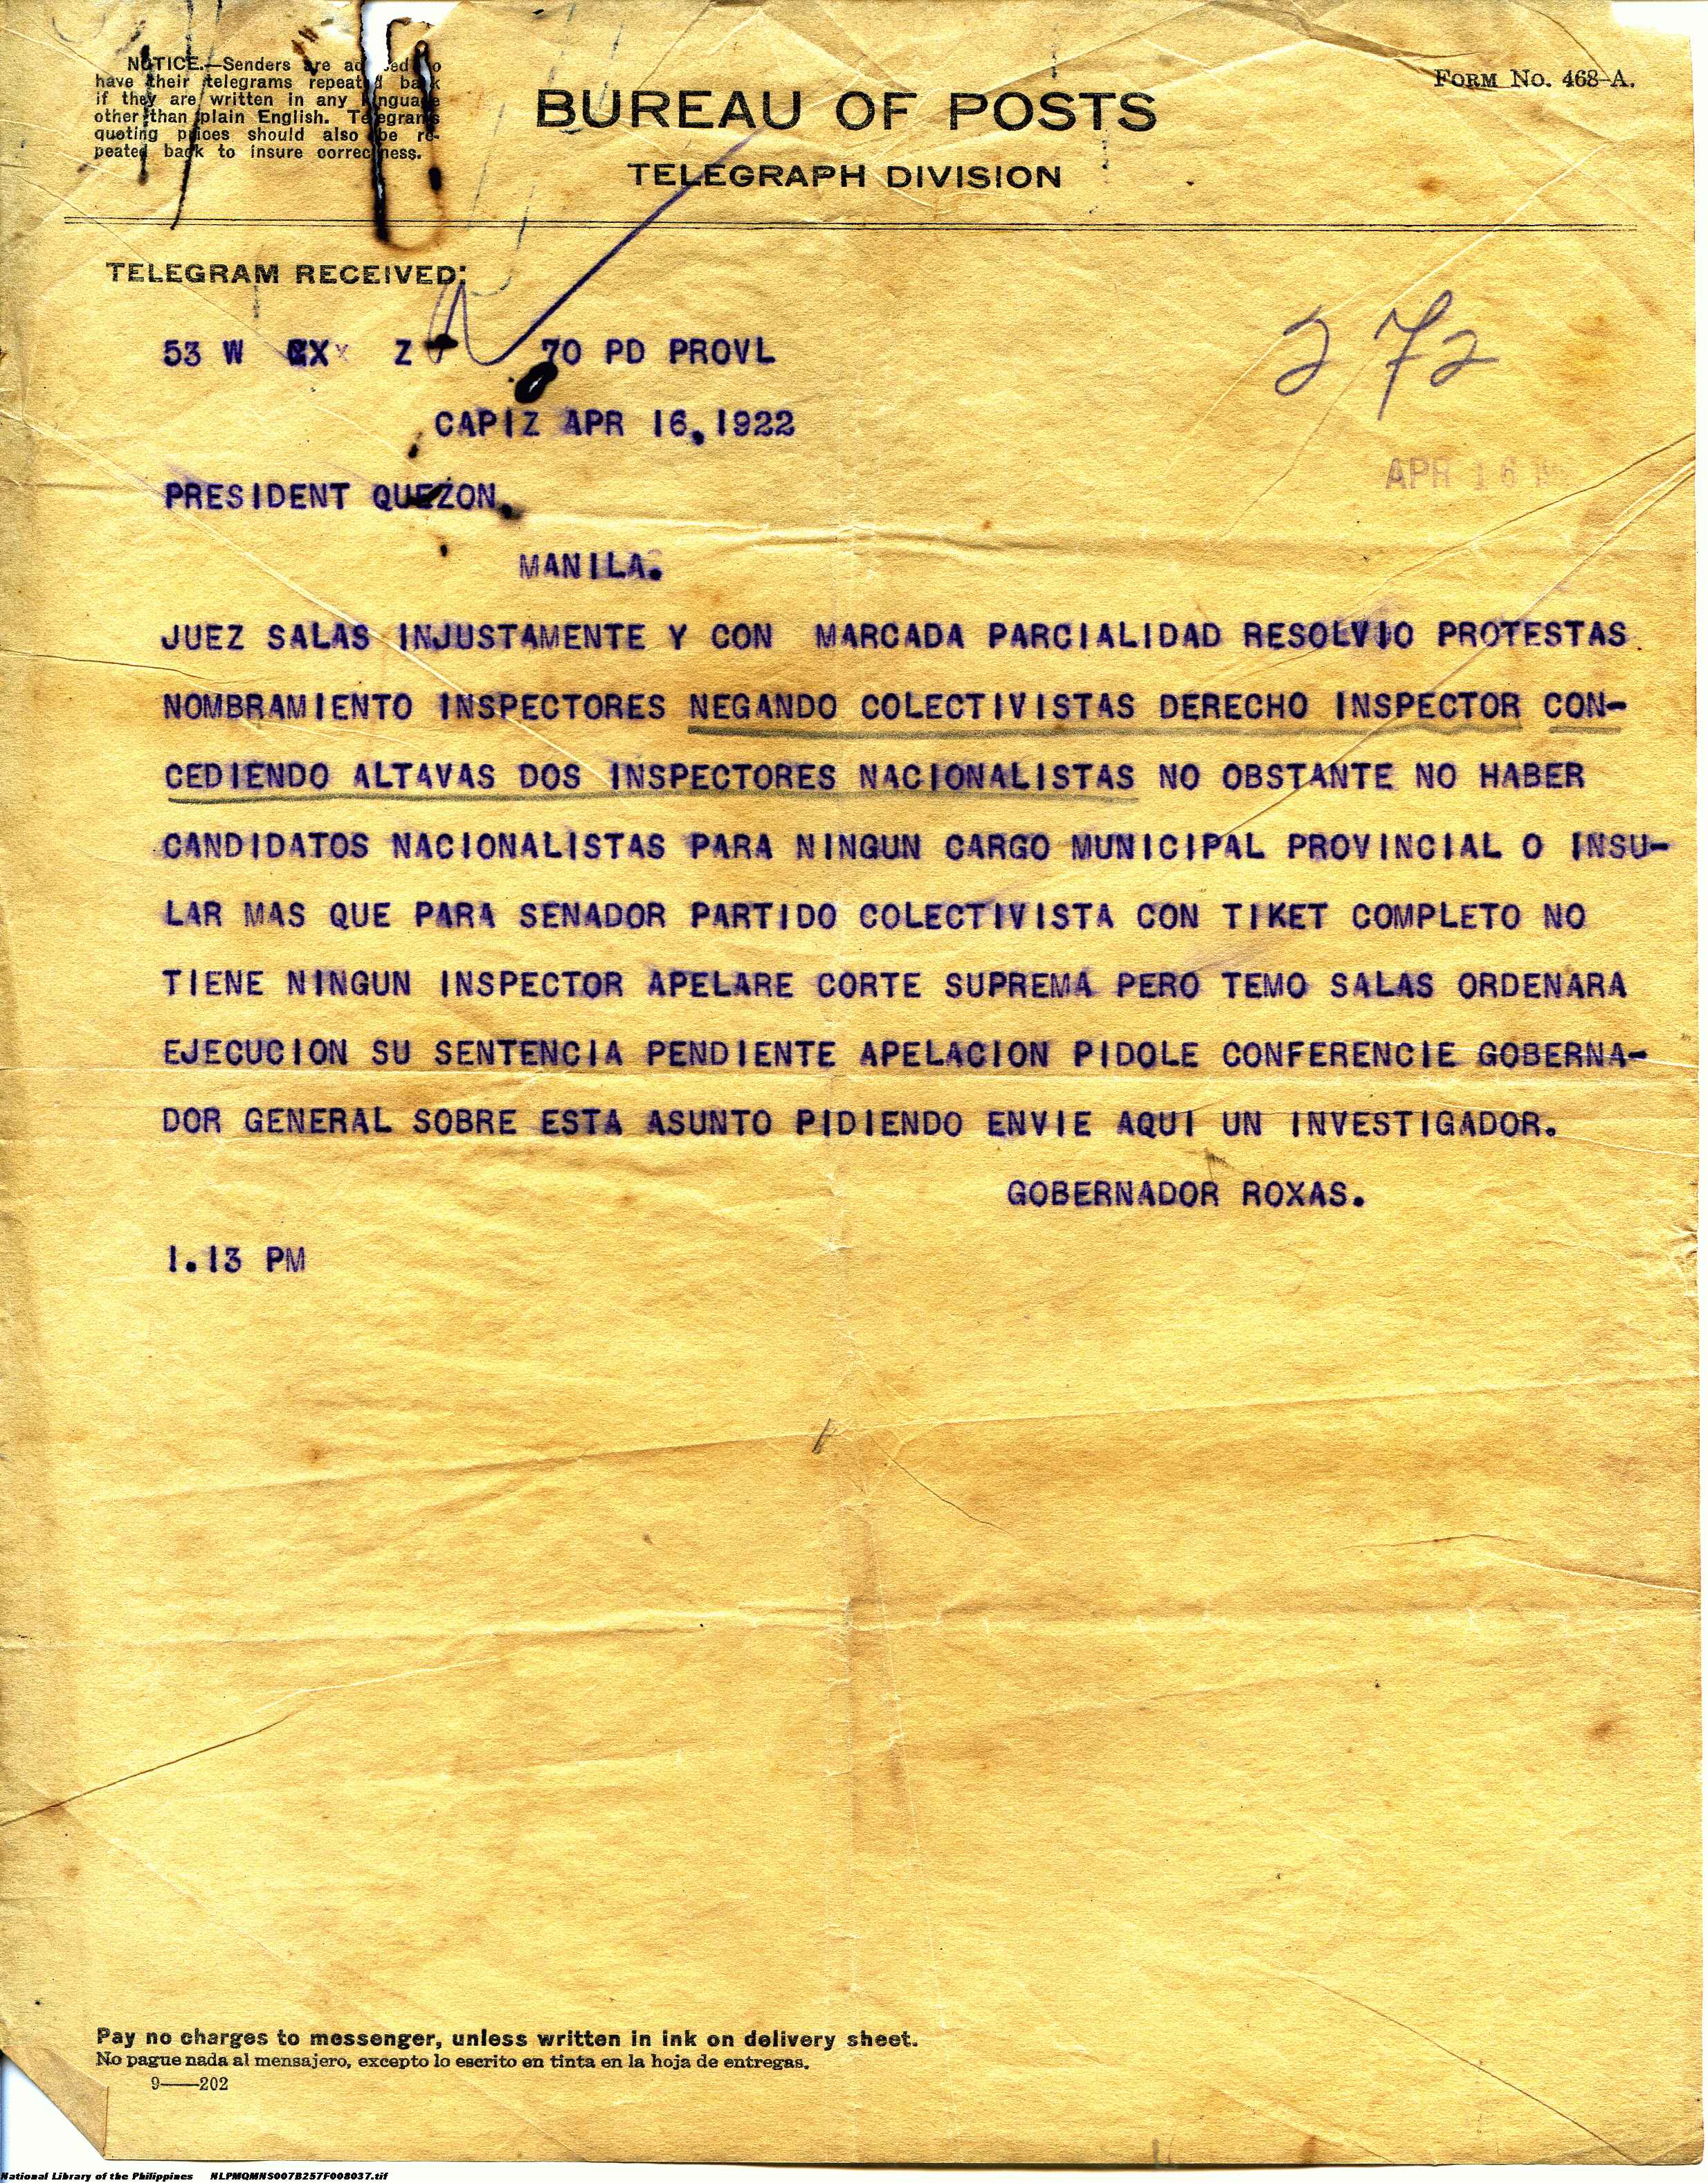 NOTICE.—Senders are advised to
have their telegrams repeated back
if they are written in any language
other than plain English. Telegrams
quoting prices should also be re-
peated back to insure correctness.
FORM NO. 468-A.
BUREAU OF POSTS
TELEGRAPH DIVISION
TELEGRAM RECEIVED:
53 W GX Z 70 PD PROVL
272
CAPIZ APR 16, 1922
APR 16
PRESIDENT QUEZON,
MANILA.
JUEZ SALAS INJUSTAMENTE Y CON MARCADA PARCIALIDAD RESOLVIO PROTESTAS
NOMBRAMIENTO INSPECTORES NEGANDO COLECTIVISTAS DERECHO INSPECTOR CON-
CEDIENDO ALTAVAS DOS INSPECTORES NACIONALISTAS NO OBSTANTE NO HABER
CANDIDATOS NACIONALISTAS PARA NINGUN CARGO MUNICIPAL PROVINCIAL O INSU-
LAR MAS QUE PARA SENADOR PARTIDO COLECTIVISTA CON TIKET COMPLETO NO
TIENE NINGUN INSPECTOR APELARE CORTE SUPREMA PERO TEMO SALAS ORDENARA
EJECUCION SU SENTENCIA PENDIENTE APELACION PIDOLE CONFERENCIE GOBERNA-
DOR GENERAL SOBRE ESTA ASUNTO PIDIENDO ENVIE AQUI UN INVESTIGADOR.
GOBERNADOR ROXAS.
1.13 PM
Pay no charges to messenger, unless written in ink on delivery sheet.
No pague nada al mensajero, excepto lo escrito en tinta en la hoja de entregas.
9——202
National Library of the Philippines NLPMQMNS007B257F008037.tif